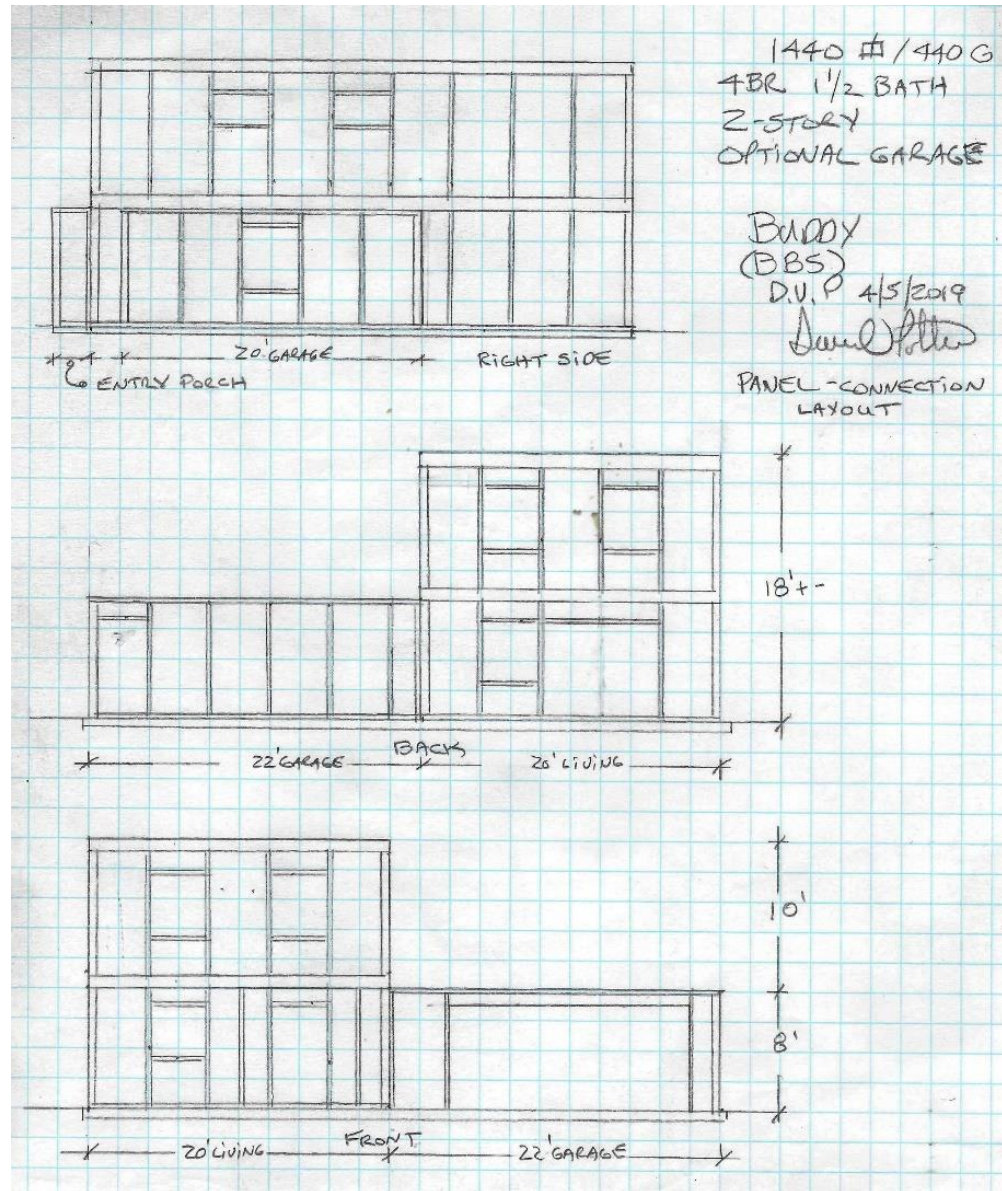 1440 ⌗ / 440 G
4BR 1 1/2 BATH
2-STORY
OPTIONAL GARAGE
BUDDY
(BBS)
D.V.P 4/5/2019
PANEL-CONNECTION
LAYOUT
20' GARAGE
RIGHT SIDE
ENTRY PORCH
18'+-
BACK
22' GARAGE
20' LIVING
10'
8'
FRONT
20' LIVING
22' GARAGE